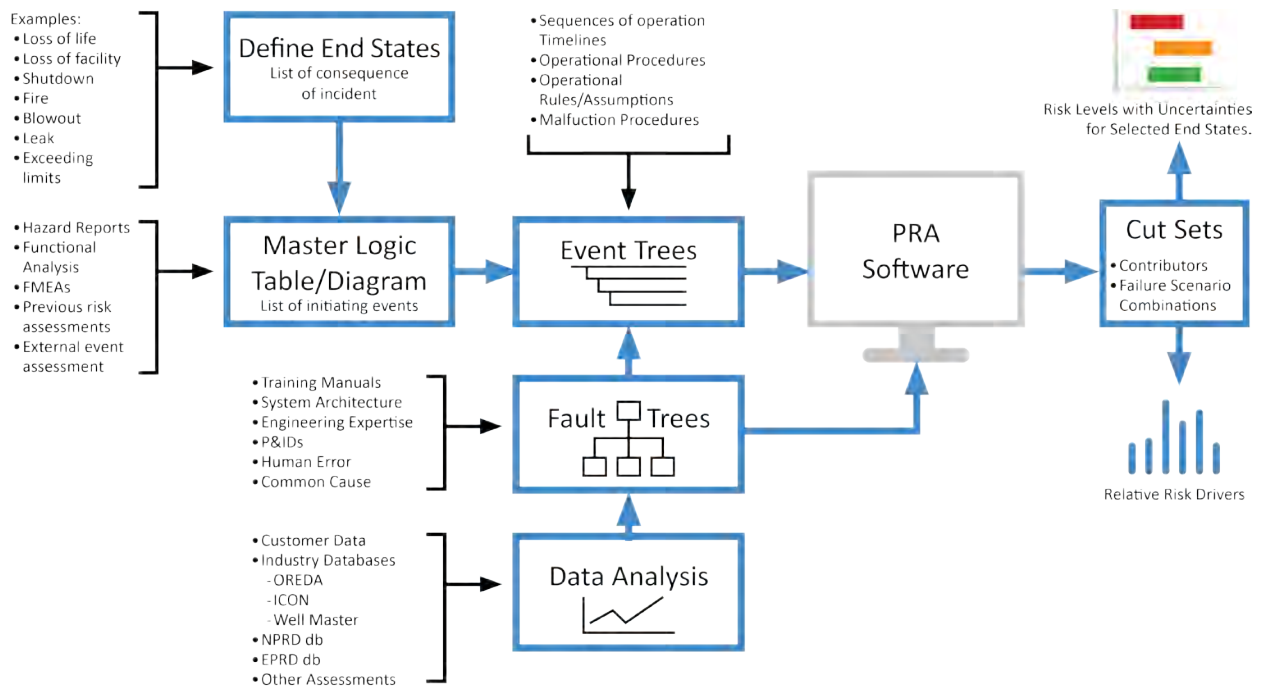 Examples:
• Loss of life
• Loss of facility
• Shutdown
• Fire
• Blowout
• Leak
• Exceeding
limits
Define End States
List of consequence
of incident
• Sequences of operation
Timelines
• Operational Procedures
• Operational
Rules/Assumptions
• Malfuction Procedures
Risk Levels with Uncertainties
for Selected End States.
• Hazard Reports
• Functional
Analysis
• FMEAs
• Previous risk
assessments
• External event
assessment
Master Logic
Table/Diagram
List of initiating events
Event Trees
PRA
Software
Cut Sets
• Contributors
• Failure Scenario
Combinations
• Training Manuals
• System Architecture
• Engineering Expertise
• P&IDs
• Human Error
• Common Cause
Fault Trees
Relative Risk Drivers
• Customer Data
• Industry Databases
- OREDA
- ICON
- Well Master
• NPRD db
• EPRD db
• Other Assessments
Data Analysis